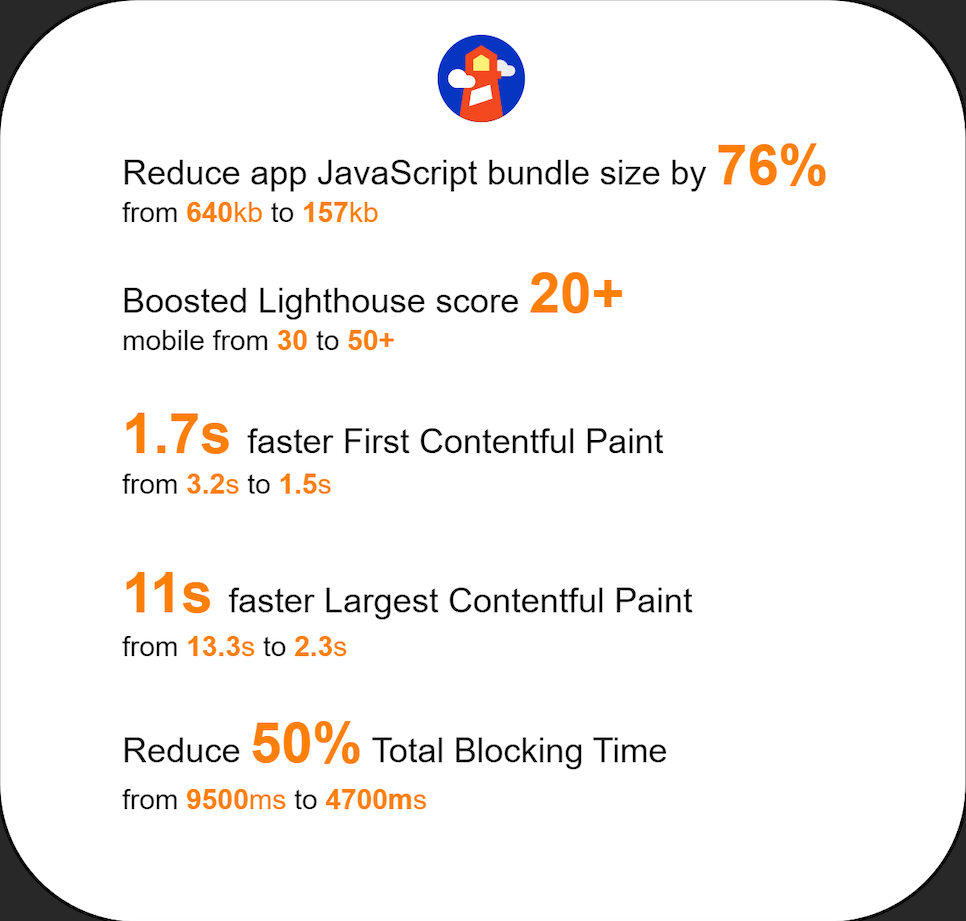 Reduce app JavaScript bundle size by 76%
from 640kb to 157kb
Boosted Lighthouse score 20+
mobile from 30 to 50+
1.7s faster First Contentful Paint
from 3.2s to 1.5s
11s faster Largest Contentful Paint
from 13.3s to 2.3s
Reduce 50% Total Blocking Time
from 9500ms to 4700ms